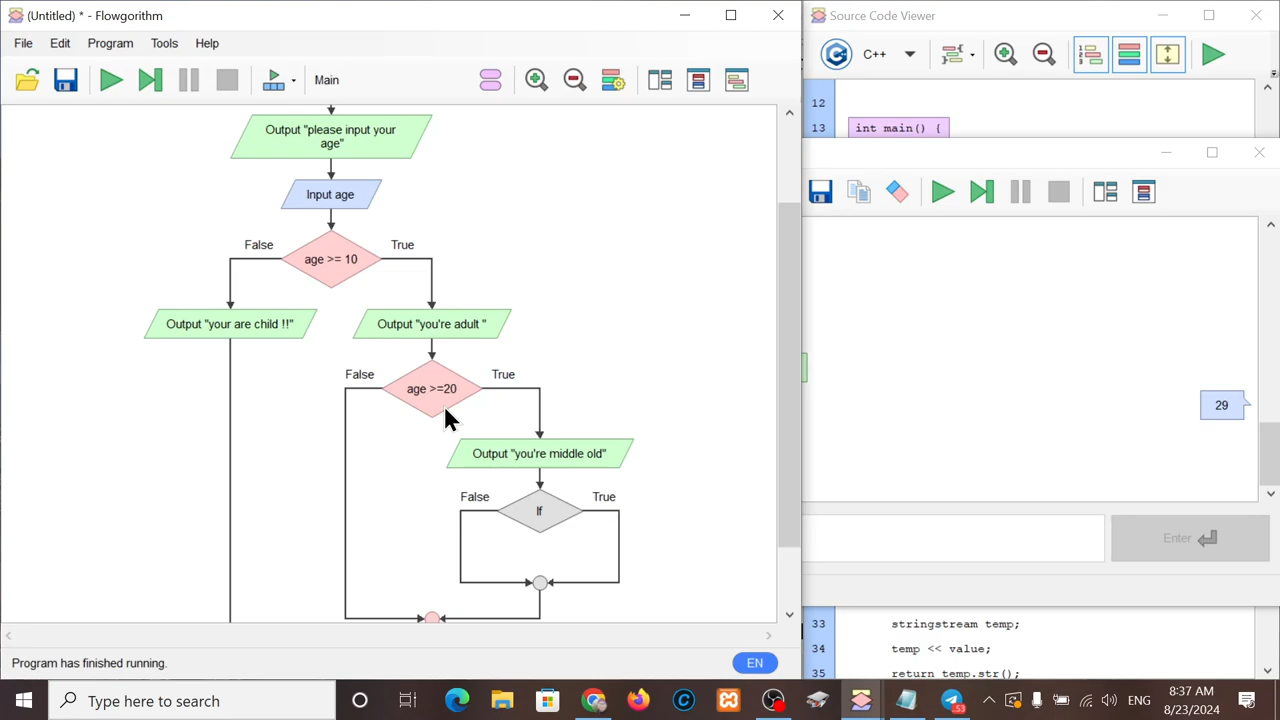 (Untitled) * - Flowgorithm
File Edit Program Tools Help
Main
Output "please input your
age"
Input age
False True
age >= 10
Output "your are child !!" Output "you're adult "
False True
age >=20
Output "you're middle old"
False True
If
Program has finished running.
EN
Source Code Viewer
C++
12
13 int main() {
29
Enter
33 stringstream temp;
34 temp << value;
35 return temp.str();
Type here to search
53
ENG
8:37 AM
8/23/2024